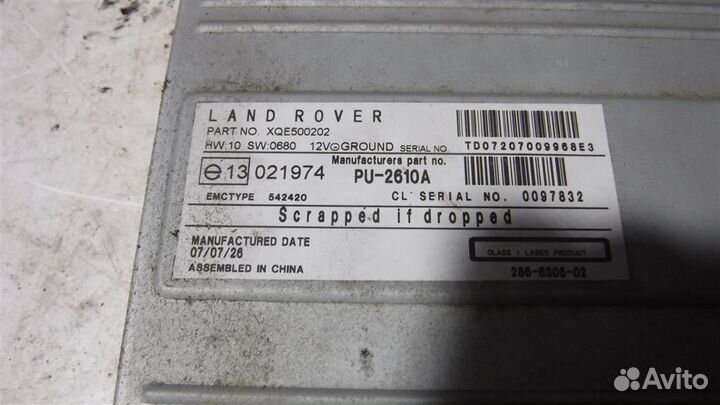 LAND ROVER
PART NO. XQE500202
HW:10 SW:0680 12V⊖GROUND SERIAL NO. TD07207009968E3
Manufacturers part no.
e13 021974 PU-2610A
EMCTYPE 542420 CL SERIAL NO. 0097832
Scrapped if dropped
MANUFACTURED DATE
07/07/26
CLASS 1 LASER PRODUCT
ASSEMBLED IN CHINA
286-6306-02
Avito